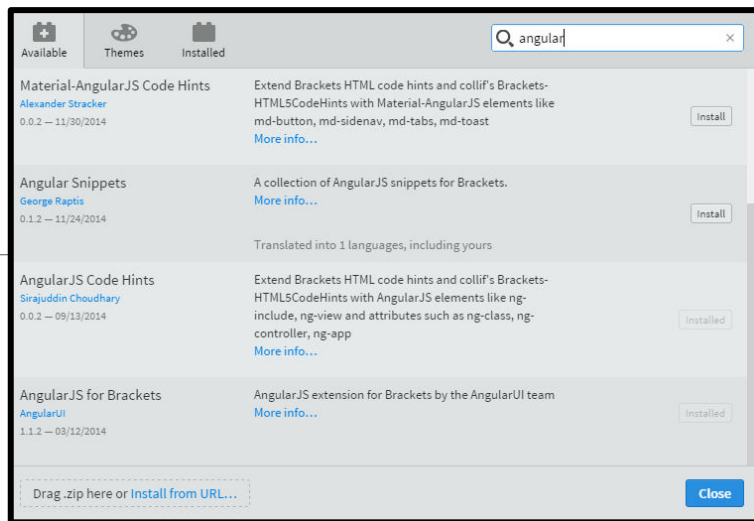 Available
Themes
Installed
angular
Material-AngularJS Code Hints
Alexander Stracker
0.0.2 — 11/30/2014
Extend Brackets HTML code hints and collif's Brackets-
HTML5CodeHints with Material-AngularJS elements like
md-button, md-sidenav, md-tabs, md-toast
More info...
Install
Angular Snippets
George Raptis
0.1.2 — 11/24/2014
A collection of AngularJS snippets for Brackets.
More info...
Translated into 1 languages, including yours
Install
AngularJS Code Hints
Sirajuddin Choudhary
0.0.2 — 09/13/2014
Extend Brackets HTML code hints and collif's Brackets-
HTML5CodeHints with AngularJS elements like ng-
include, ng-view and attributes such as ng-class, ng-
controller, ng-app
More info...
Installed
AngularJS for Brackets
AngularUI
1.1.2 — 03/12/2014
AngularJS extension for Brackets by the AngularUI team
More info...
Installed
Drag .zip here or Install from URL...
Close